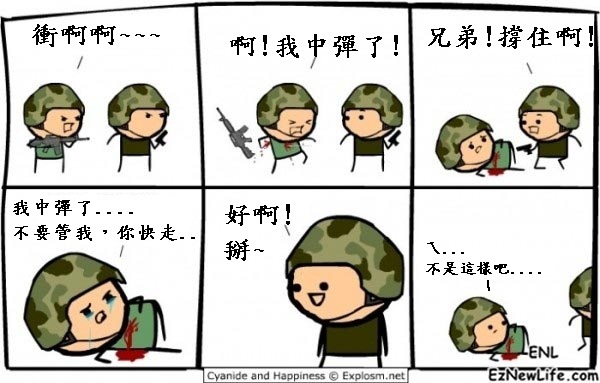 衝啊啊~~~
啊!我中彈了!
兄弟!撐住啊!
我中彈了....
不要管我，你快走..
好啊!
掰~
ㄟ...
不是這樣吧....
ENL
EzNewLife.com
Cyanide and Happiness © Explosm.net